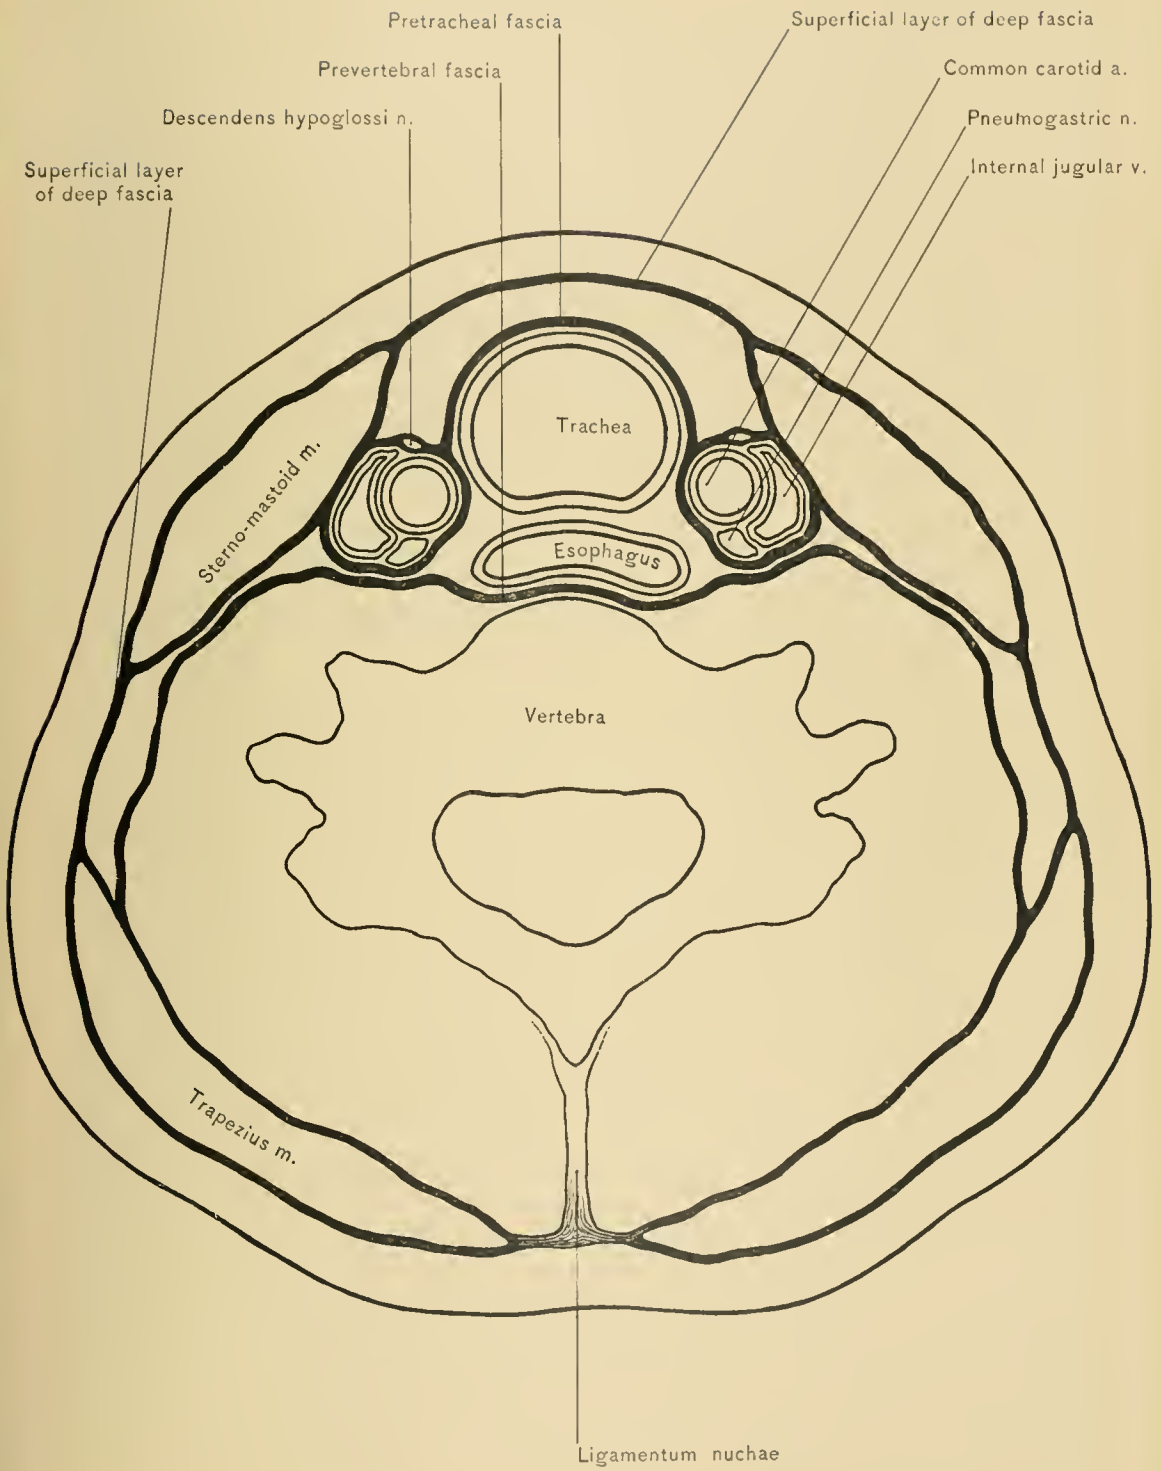 Pretracheal fascia
Superficial layer of deep fascia
Prevertebral fascia
Common carotid a.
Descendens hypoglossi n.
Pneumogastric n.
Superficial layer
of deep fascia
Internal jugular v.
Trachea
Sterno-mastoid m.
Esophagus
Vertebra
Trapezius m.
Ligamentum nuchae